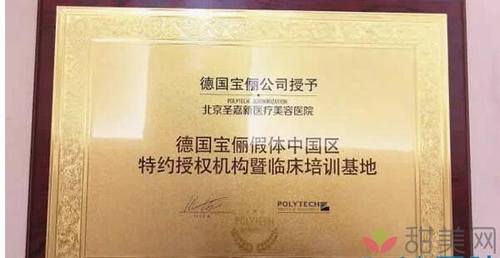 德国宝俪公司授予
POLYTECH AUTHORIZATION
北京圣嘉新医疗美容医院
德国宝俪假体中国区
特约授权机构暨临床培训基地
POLYTECH
POLYTECH
甜美网